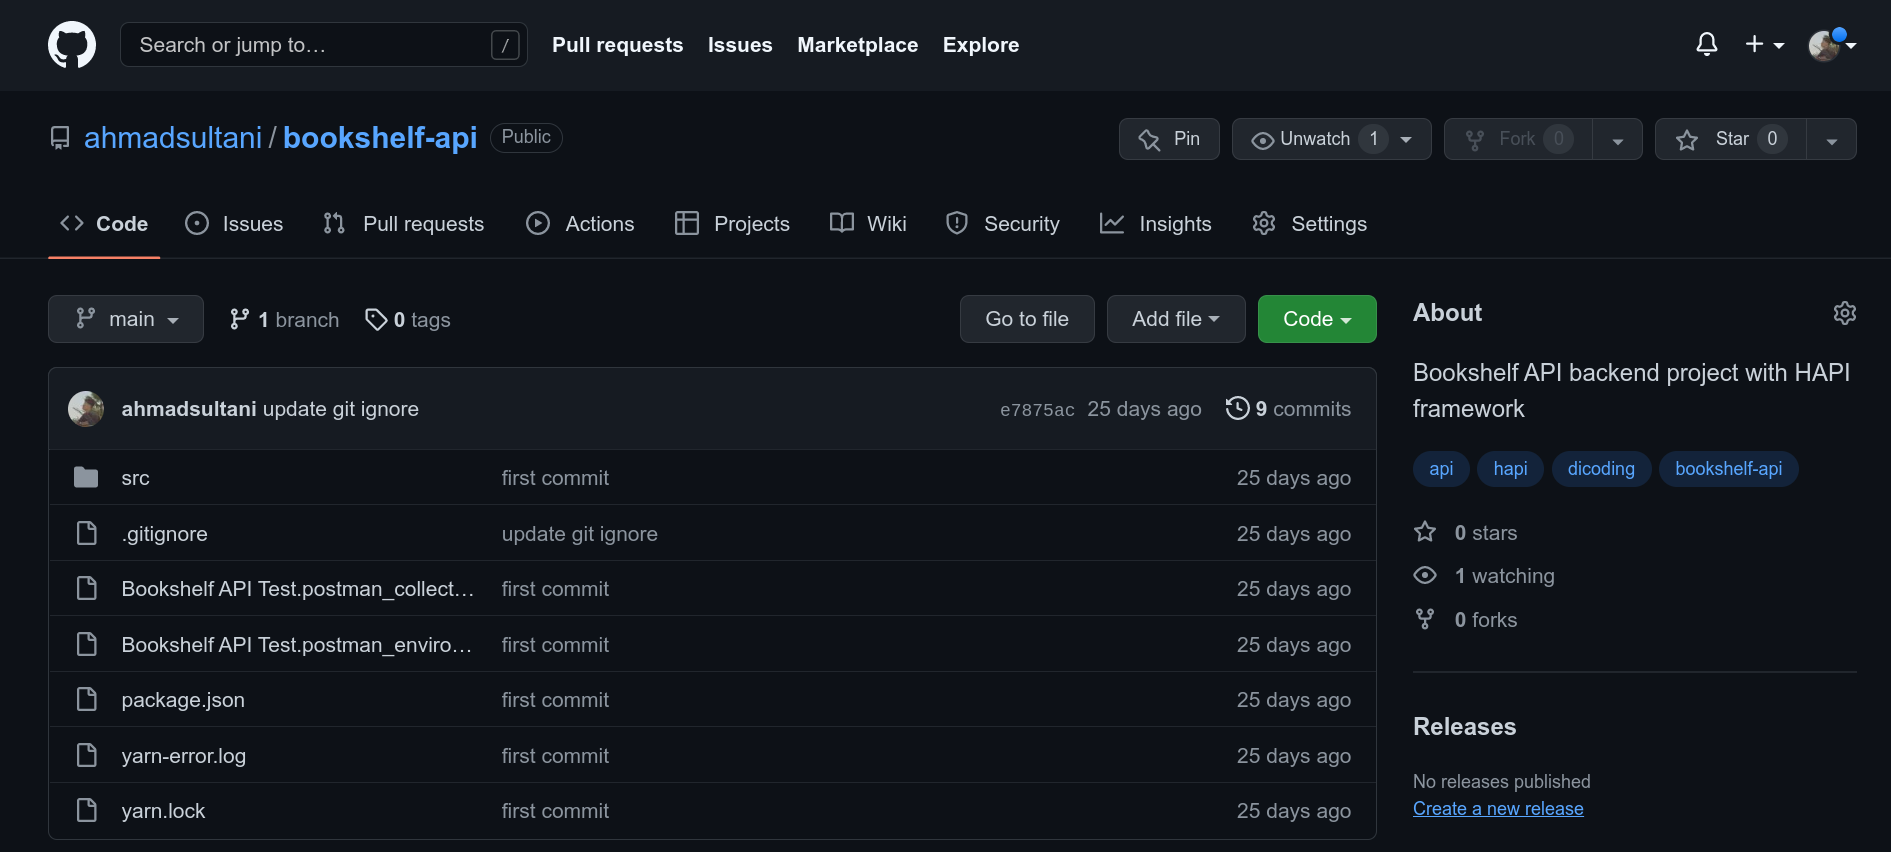 Search or jump to… /
Pull requests Issues Marketplace Explore
ahmadsultani / bookshelf-api Public
Pin Unwatch 1 Fork 0 Star 0
Code Issues Pull requests Actions Projects Wiki Security Insights Settings
main 1 branch 0 tags Go to file Add file Code
ahmadsultani update git ignore e7875ac 25 days ago 9 commits
src first commit 25 days ago
.gitignore update git ignore 25 days ago
Bookshelf API Test.postman_collect… first commit 25 days ago
Bookshelf API Test.postman_enviro… first commit 25 days ago
package.json first commit 25 days ago
yarn-error.log first commit 25 days ago
yarn.lock first commit 25 days ago
About
Bookshelf API backend project with HAPI
framework
api hapi dicoding bookshelf-api
0 stars
1 watching
0 forks
Releases
No releases published
Create a new release